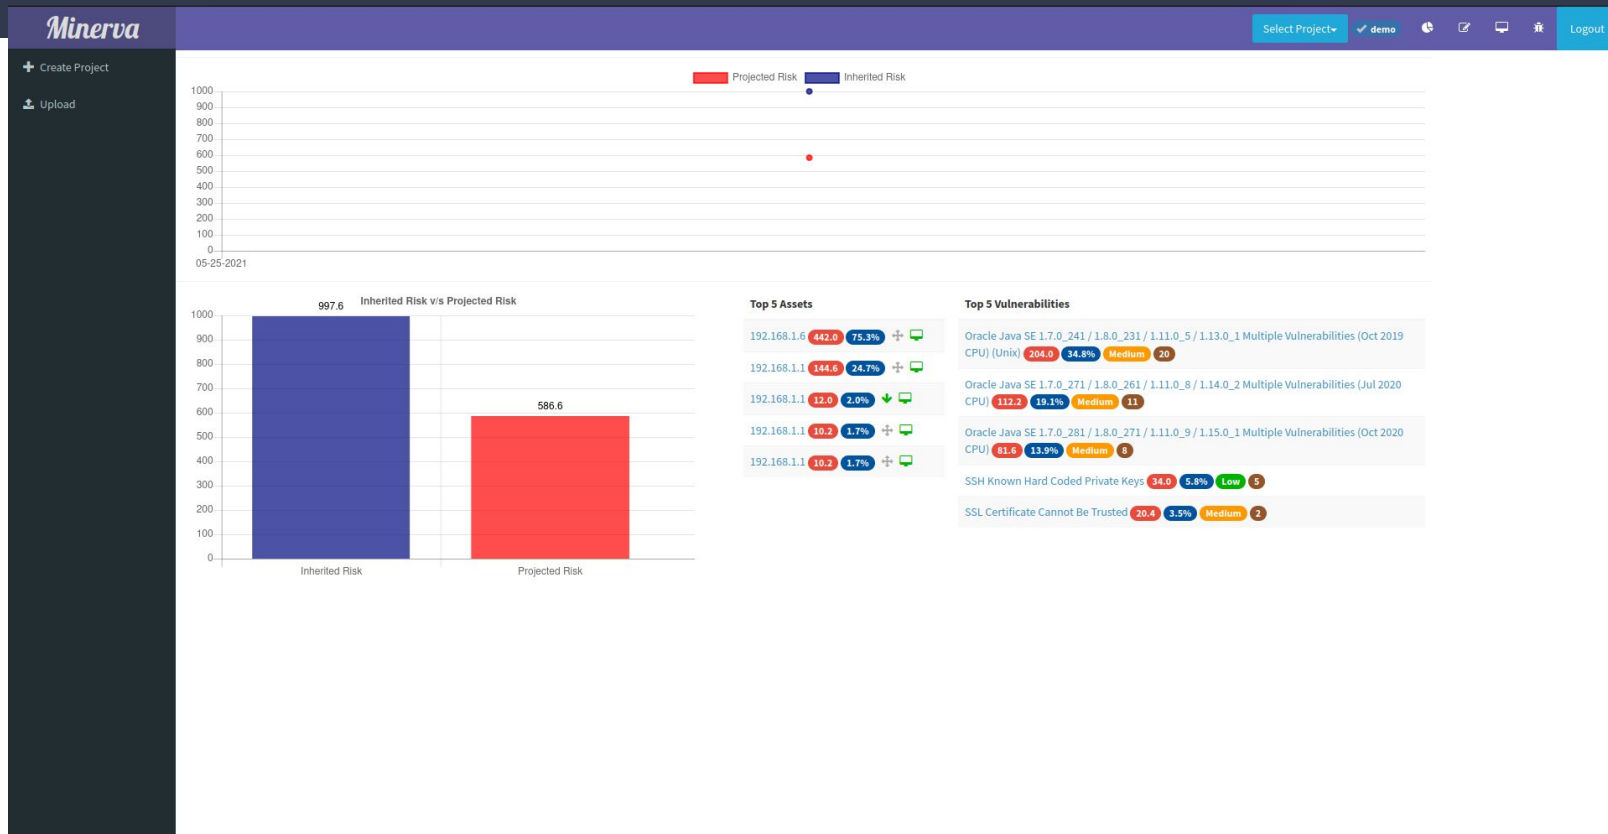 Minerva
Select Project
demo
Logout
Create Project
Upload
Projected Risk
Inherited Risk
1000
900
800
700
600
500
400
300
200
100
0
05-25-2021
Inherited Risk v/s Projected Risk
1000
900
800
700
600
500
400
300
200
100
0
997.6
586.6
Inherited Risk
Projected Risk
Top 5 Assets
192.168.1.6 442.0 75.3%
192.168.1.1 144.6 24.7%
192.168.1.1 12.0 2.0%
192.168.1.1 10.2 1.7%
192.168.1.1 10.2 1.7%
Top 5 Vulnerabilities
Oracle Java SE 1.7.0_241 / 1.8.0_231 / 1.11.0_5 / 1.13.0_1 Multiple Vulnerabilities (Oct 2019
CPU) (Unix) 204.0 34.8% Medium 20
Oracle Java SE 1.7.0_271 / 1.8.0_261 / 1.11.0_8 / 1.14.0_2 Multiple Vulnerabilities (Jul 2020
CPU) 112.2 19.1% Medium 11
Oracle Java SE 1.7.0_281 / 1.8.0_271 / 1.11.0_9 / 1.15.0_1 Multiple Vulnerabilities (Oct 2020
CPU) 81.6 13.9% Medium 8
SSH Known Hard Coded Private Keys 34.0 5.8% Low 5
SSL Certificate Cannot Be Trusted 20.4 3.5% Medium 2